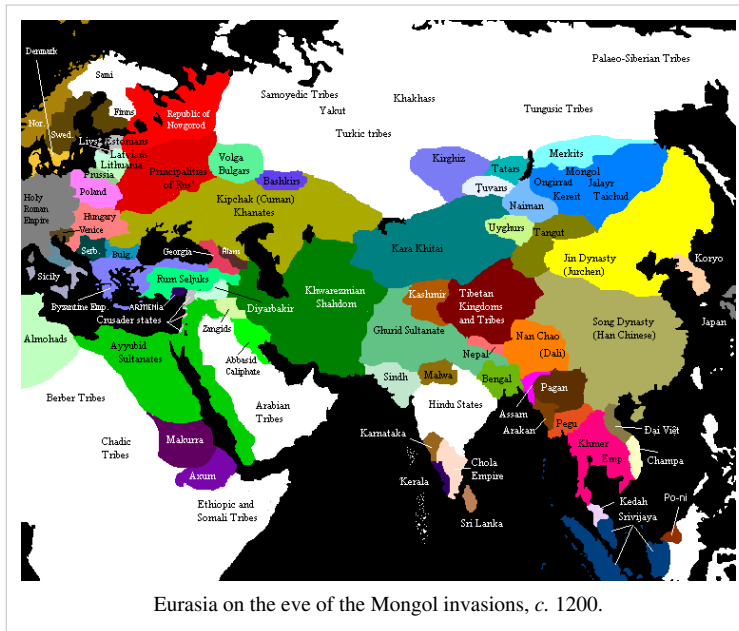 Denmark
Palaeo-Siberian Tribes
Sami
Samoyedic Tribes
Khakhass
Finns
Republic of
Novgorod
Yakut
Tungusic Tribes
Nor.
Swed.
Turkic tribes
Livs
Estonians
Latvians
Lithuania
Prussia
Volga
Bulgars
Kirghiz
Merkits
Tatars
Mongol
Principalities
of Rus'
Bashkirs
Tuvans
Ongirrad
Jalayr
Kereit
Taichud
Holy
Roman
Empire
Poland
Kipchak (Cuman)
Khanates
Naiman
Hungary
Venice
Uyghurs
Tangut
Serb.
Bulg.
Georgia
Alans
Kara Khitai
Jin Dynasty
(Jurchen)
Koryo
Sicily
Rum Seljuks
Khwarezmian
Shahdom
Kashmir
Tibetan
Kingdoms
and Tribes
Byzantine Emp.
ARMENIA
Diyarbakir
Crusader states
Japan
Zangids
Ghurid Sultanate
Song Dynasty
(Han Chinese)
Almohads
Ayyubid
Sultanates
Abbasid
Caliphate
Nepal
Nan Chao
(Dali)
Sindh
Malwa
Bengal
Pagan
Berber Tribes
Arabian
Tribes
Hindu States
Assam
Arakan
Pegu
Đai Việt
Chadic
Tribes
Makurra
Karnataka
Khmer
Emp.
Champa
Axum
Kerala
Chola
Empire
Ethiopic and
Somali Tribes
Sri Lanka
Kedah
Srivijaya
Po-ni
Eurasia on the eve of the Mongol invasions, c. 1200.